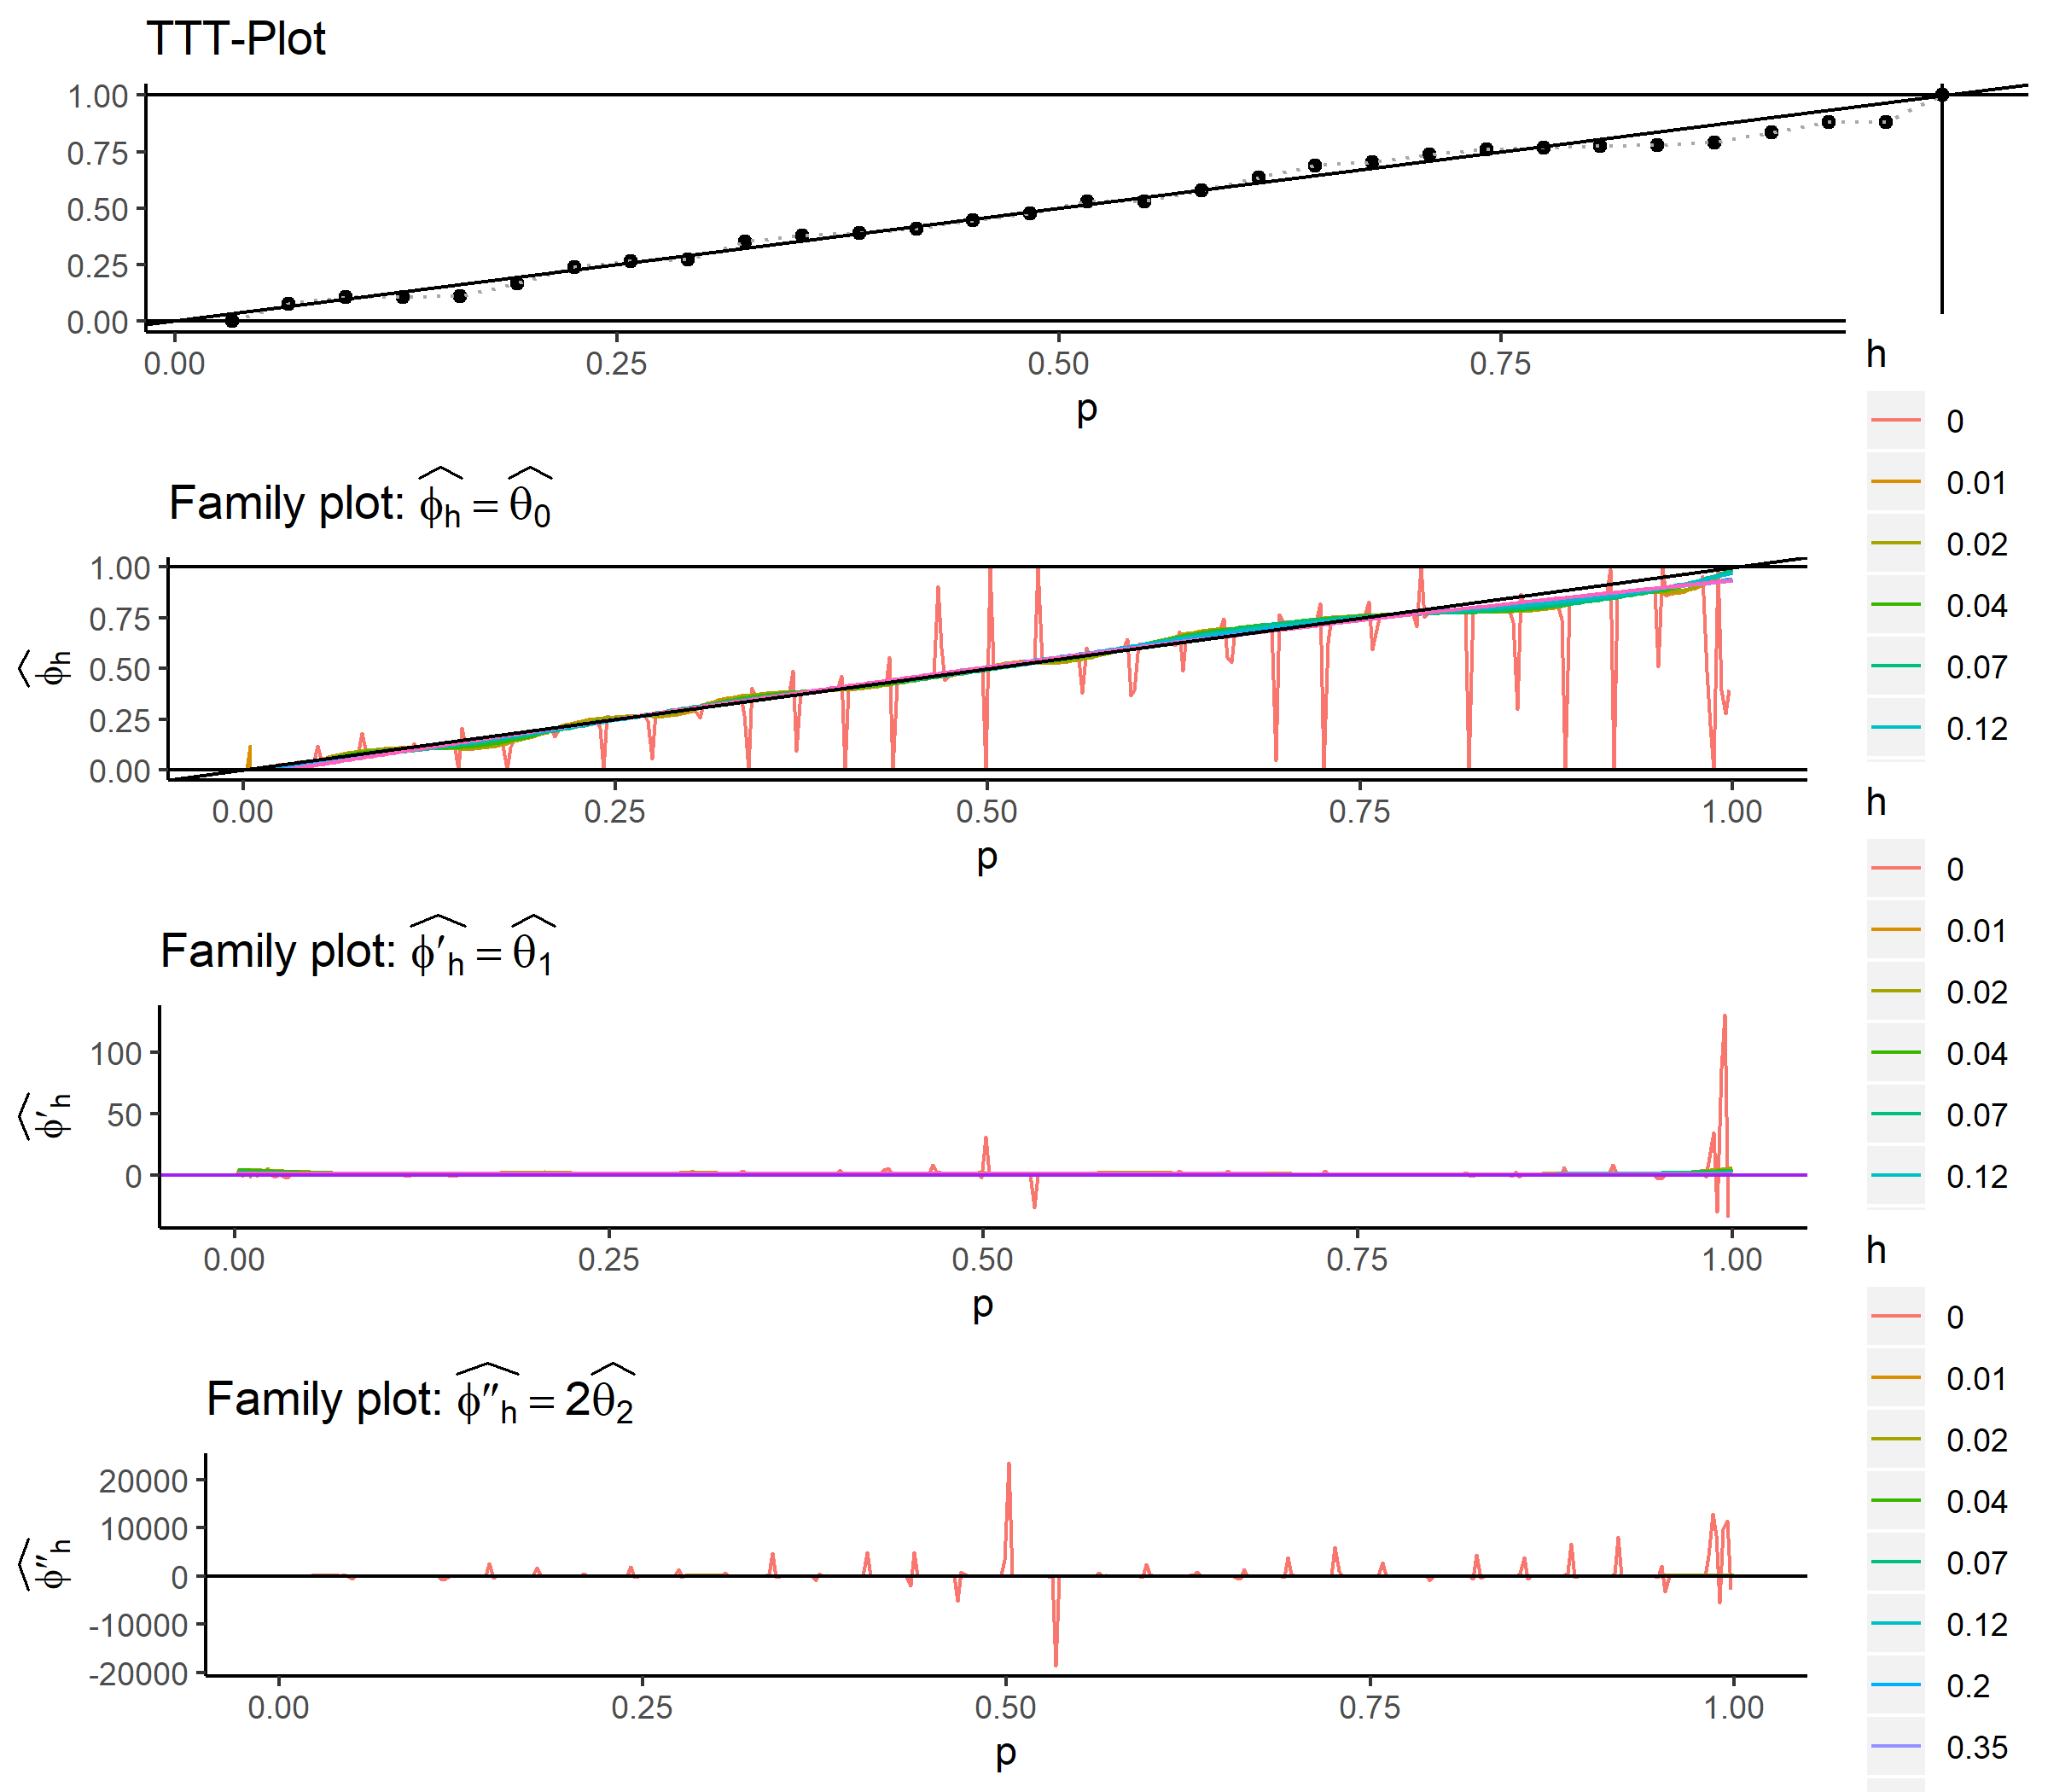 TTT-Plot
1.00
0.75
0.50
0.25
0.00
0.00 0.25 0.50 0.75
p
h
0
0.01
0.02
0.04
0.07
0.12
Family plot: ϕ̂h = θ̂0
1.00
0.75
0.50
0.25
0.00
ϕ̂h
0.00 0.25 0.50 0.75 1.00
p
h
0
0.01
0.02
0.04
0.07
0.12
Family plot: ϕ̂′h = θ̂1
100
50
0
ϕ̂′h
0.00 0.25 0.50 0.75 1.00
p
h
0
0.01
0.02
0.04
0.07
0.12
0.2
0.35
Family plot: ϕ̂″h = 2θ̂2
20000
10000
0
-10000
-20000
ϕ̂″h
0.00 0.25 0.50 0.75 1.00
p